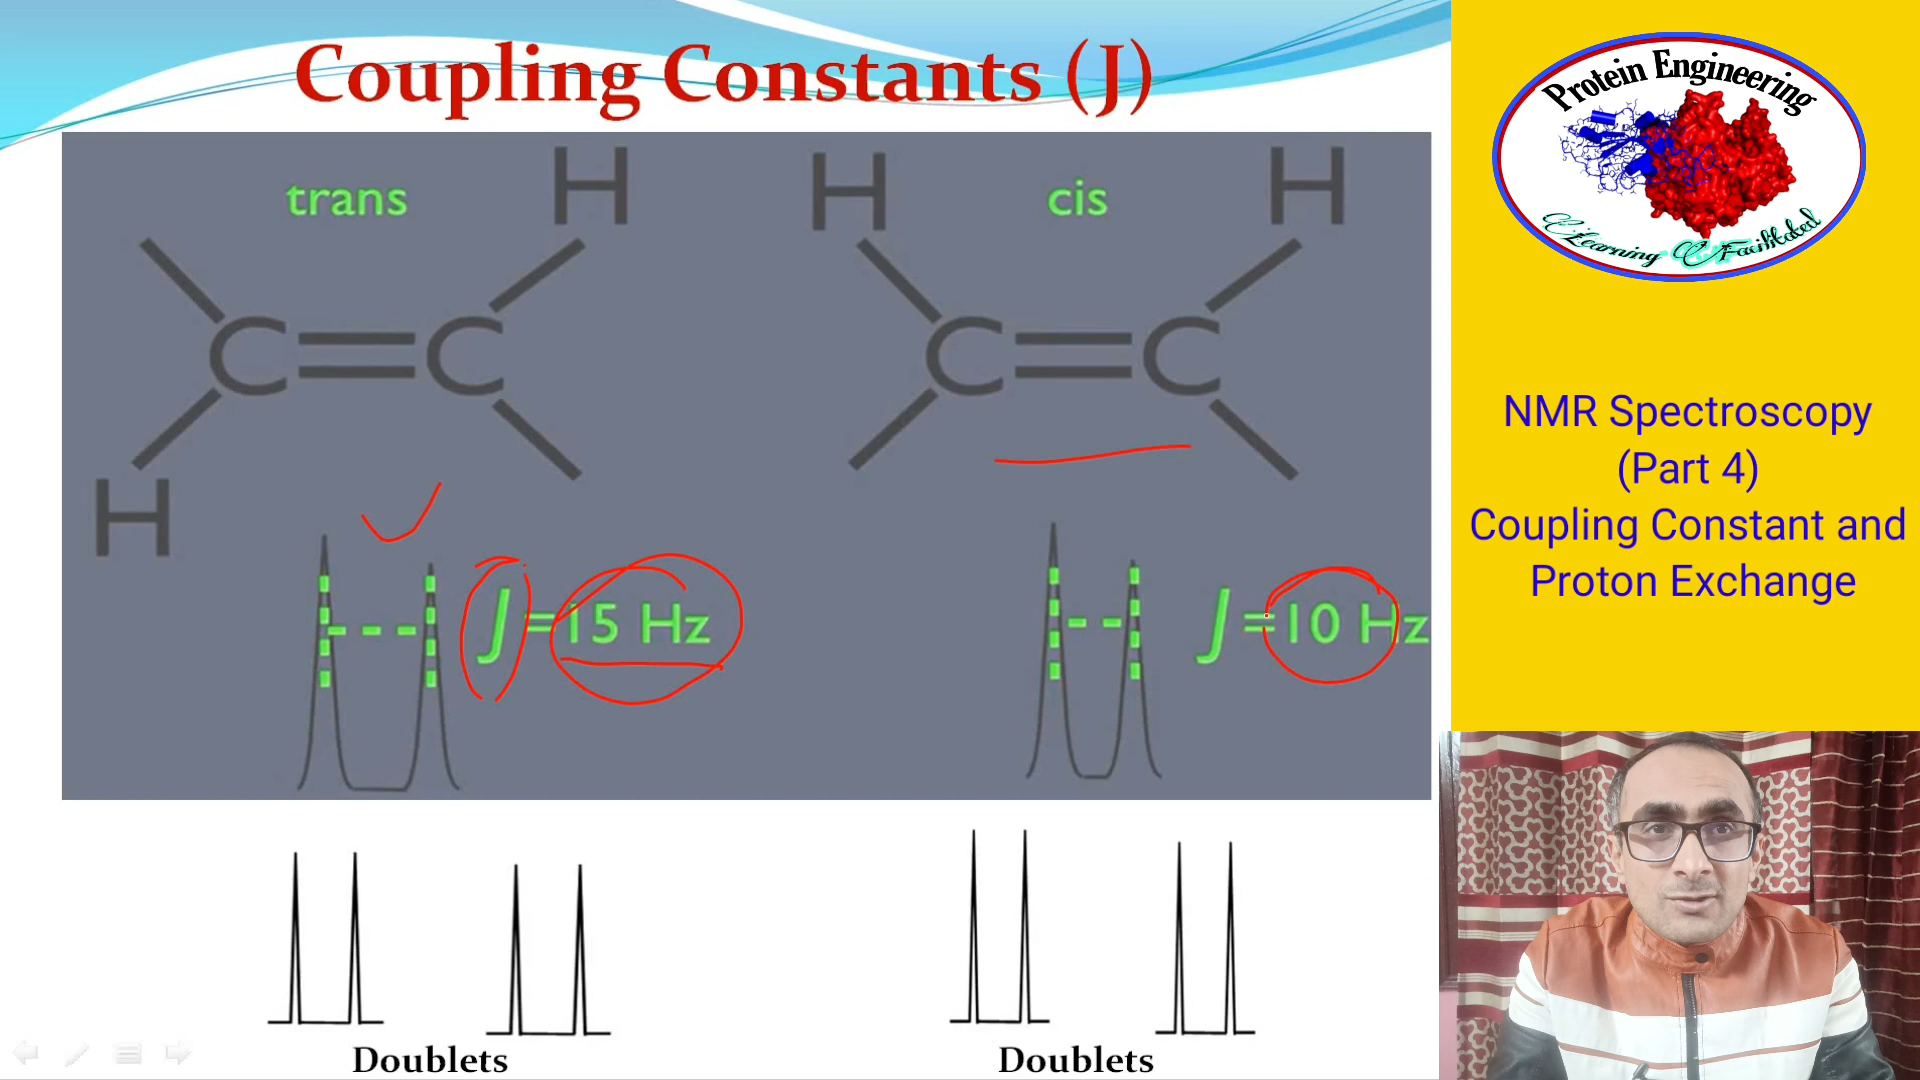 Coupling Constants (J)
trans
H
C=C
H
J=15 Hz
H
cis
H
C=C
J=10 Hz
Doublets
Doublets
Protein Engineering
eLearning Facilitated
NMR Spectroscopy
(Part 4)
Coupling Constant and
Proton Exchange